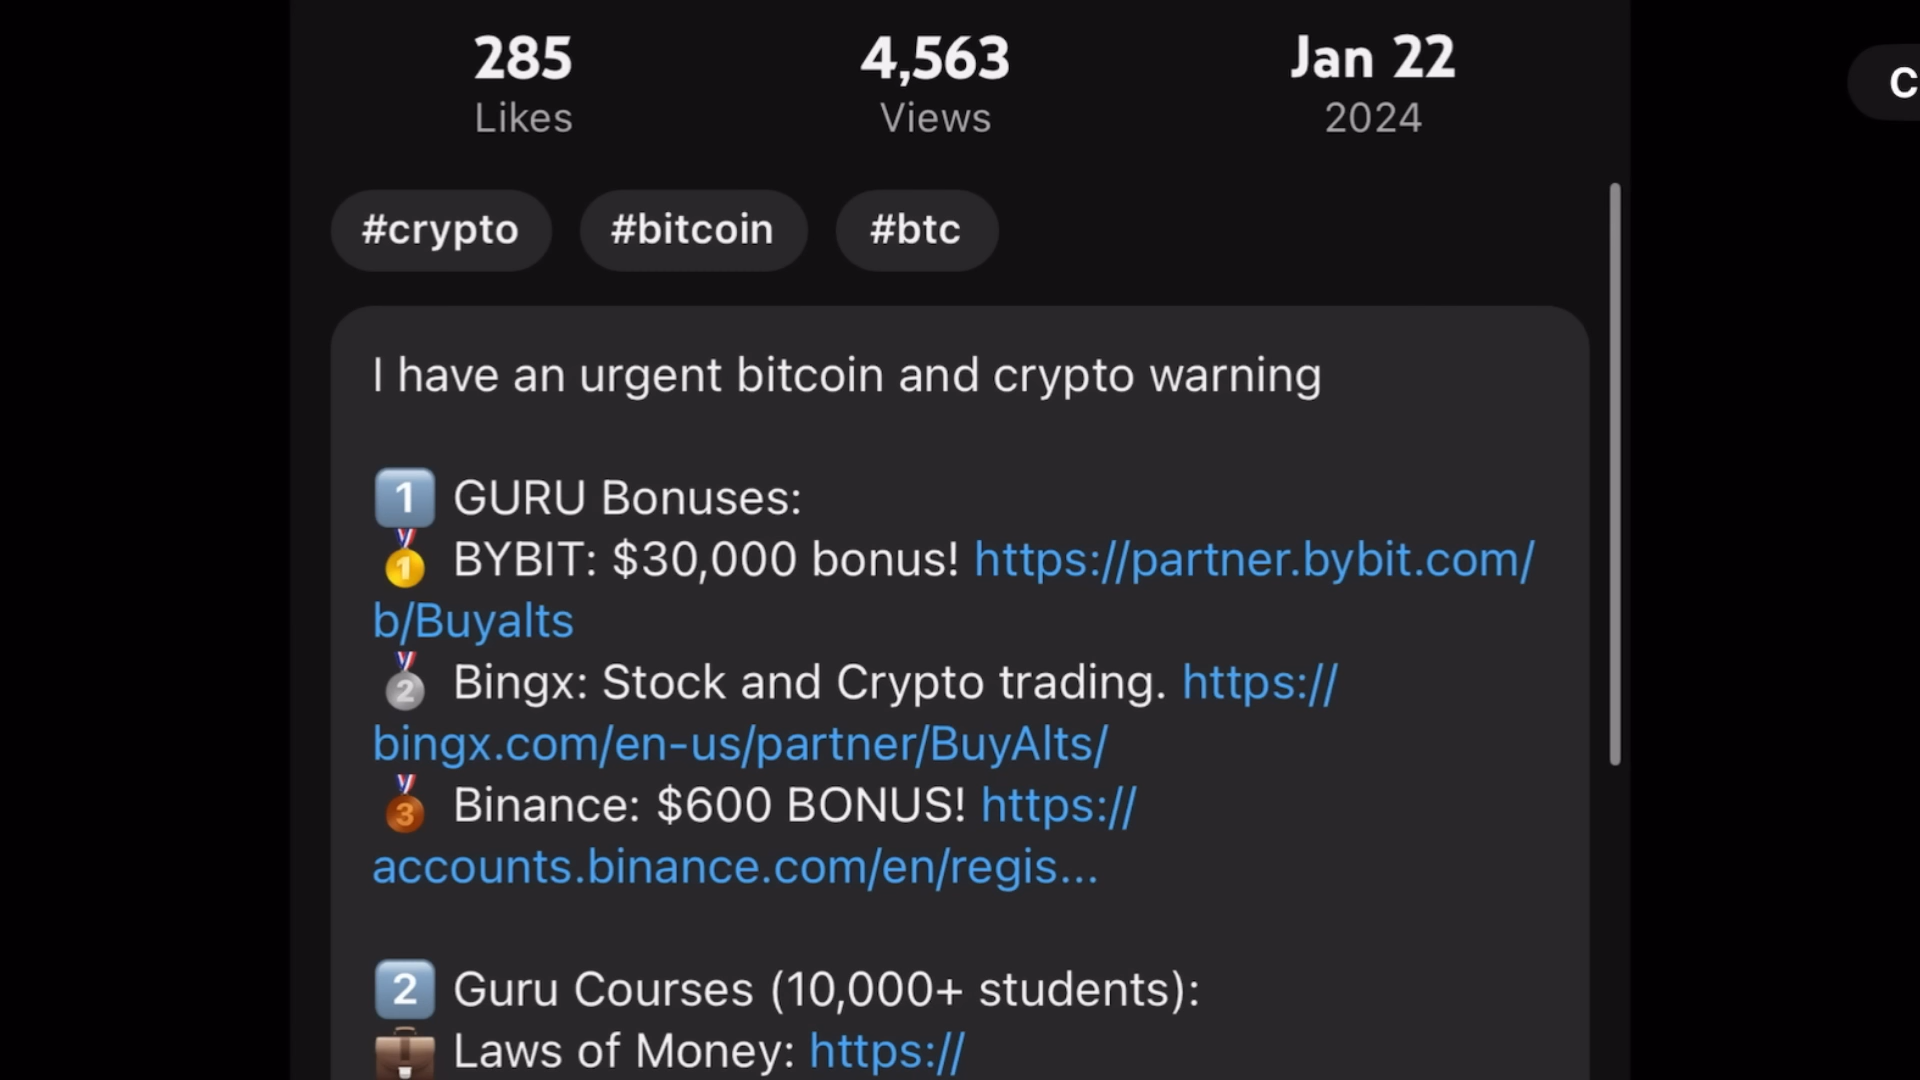 285 4,563 Jan 22
Likes Views 2024
C
#crypto #bitcoin #btc
I have an urgent bitcoin and crypto warning
1 GURU Bonuses:
1 BYBIT: $30,000 bonus! https://partner.bybit.com/
b/Buyalts
2 Bingx: Stock and Crypto trading. https://
bingx.com/en-us/partner/BuyAlts/
3 Binance: $600 BONUS! https://
accounts.binance.com/en/regis...
2 Guru Courses (10,000+ students):
Laws of Money: https://